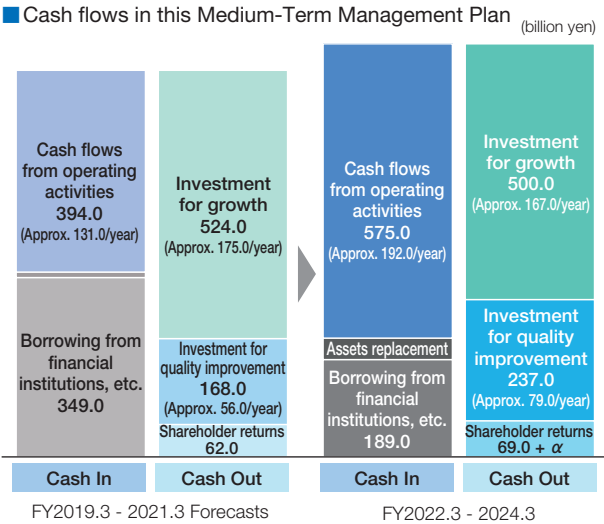 Cash flows in this Medium-Term Management Plan
(billion yen)
Cash flows
from operating
activities
394.0
(Approx. 131.0/year)
Borrowing from
financial
institutions, etc.
349.0
Cash In
Investment
for growth
524.0
(Approx. 175.0/year)
Investment for
quality improvement
168.0
(Approx. 56.0/year)
Shareholder returns
62.0
Cash Out
FY2019.3 - 2021.3 Forecasts
Cash flows
from operating
activities
575.0
(Approx. 192.0/year)
Assets replacement
Borrowing from
financial
institutions, etc.
189.0
Cash In
Investment
for growth
500.0
(Approx. 167.0/year)
Investment
for quality
improvement
237.0
(Approx. 79.0/year)
Shareholder returns
69.0 + α
Cash Out
FY2022.3 - 2024.3